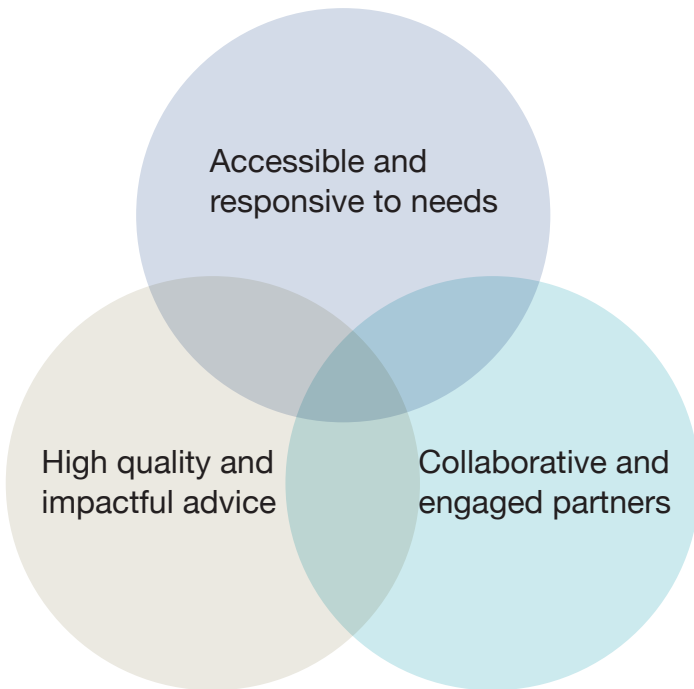 Accessible and
responsive to needs
High quality and
impactful advice
Collaborative and
engaged partners